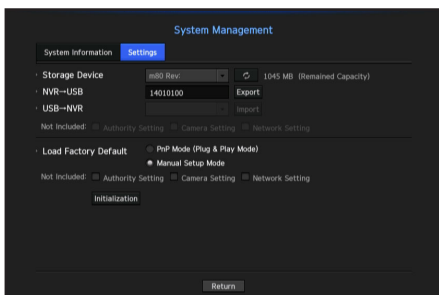 System Management
System Information Settings
Storage Device m80 Rev: 1045 MB (Remained Capacity)
NVR→USB 14010100 Export
USB→NVR Import
Not Included: Authority Setting Camera Setting Network Setting
Load Factory Default PnP Mode (Plug & Play Mode)
Manual Setup Mode
Not Included: Authority Setting Camera Setting Network Setting
Initialization
Return